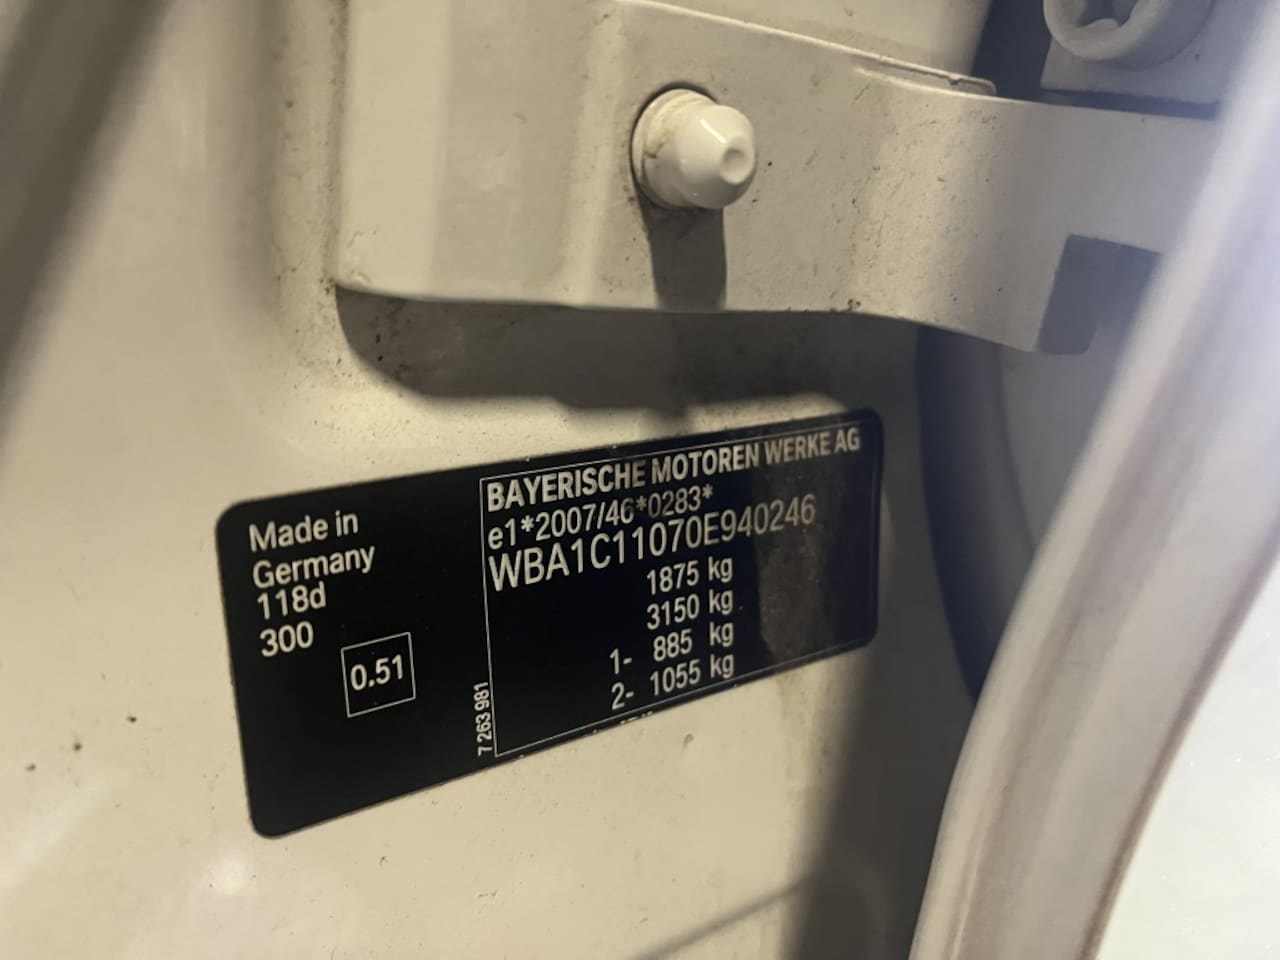 Made in
Germany
118d
300
0.51
7 263 981
BAYERISCHE MOTOREN WERKE AG
e1*2007/46*0283*
WBA1C11070E940246
1875 kg
3150 kg
1- 885 kg
2- 1055 kg